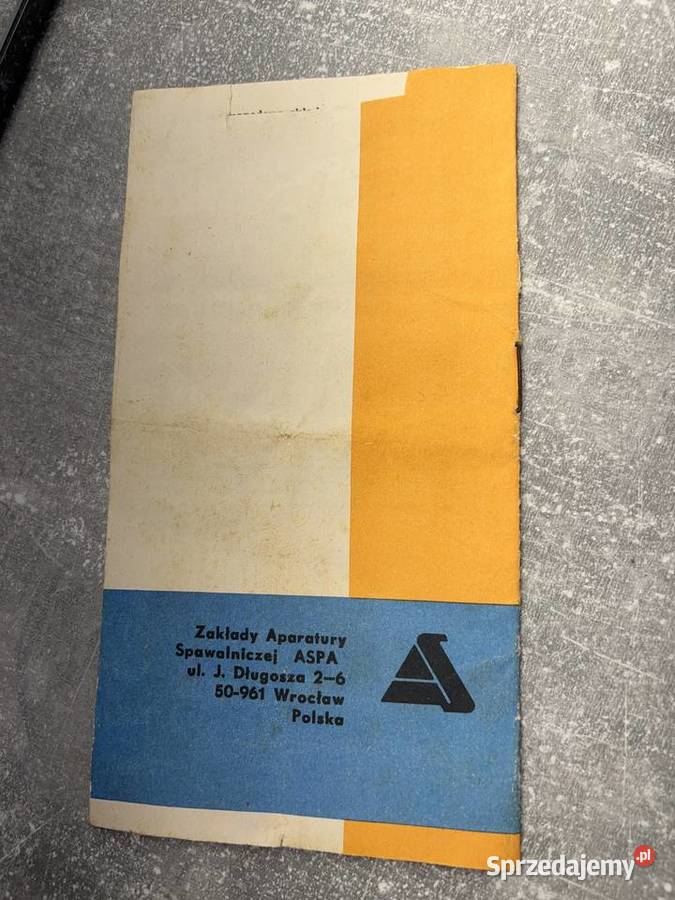 Zakłady Aparatury
Spawalniczej ASPA
ul. J. Długosza 2–6
50-961 Wrocław
Polska
Sprzedajemy.pl